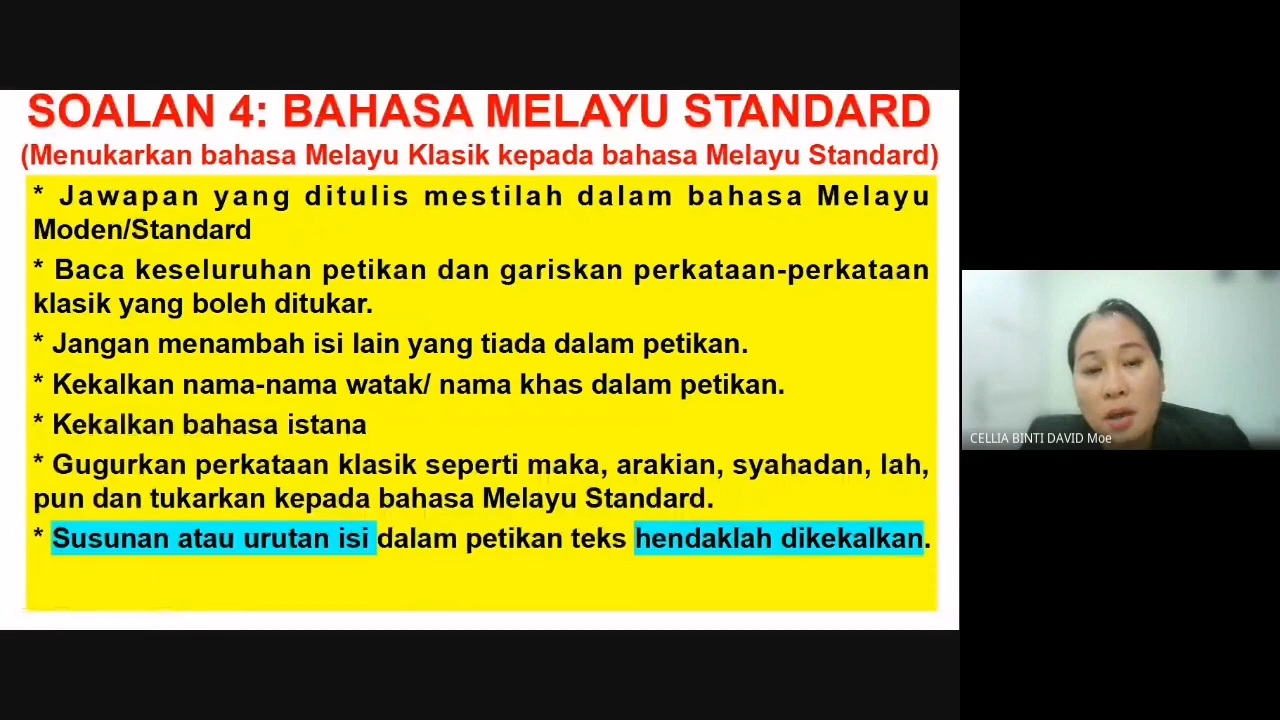 SOALAN 4: BAHASA MELAYU STANDARD
(Menukarkan bahasa Melayu Klasik kepada bahasa Melayu Standard)
* Jawapan yang ditulis mestilah dalam bahasa Melayu
Moden/Standard
* Baca keseluruhan petikan dan gariskan perkataan-perkataan
klasik yang boleh ditukar.
* Jangan menambah isi lain yang tiada dalam petikan.
* Kekalkan nama-nama watak/ nama khas dalam petikan.
* Kekalkan bahasa istana
* Gugurkan perkataan klasik seperti maka, arakian, syahadan, lah,
pun dan tukarkan kepada bahasa Melayu Standard.
* Susunan atau urutan isi dalam petikan teks hendaklah dikekalkan.
CELLIA BINTI DAVID Moe